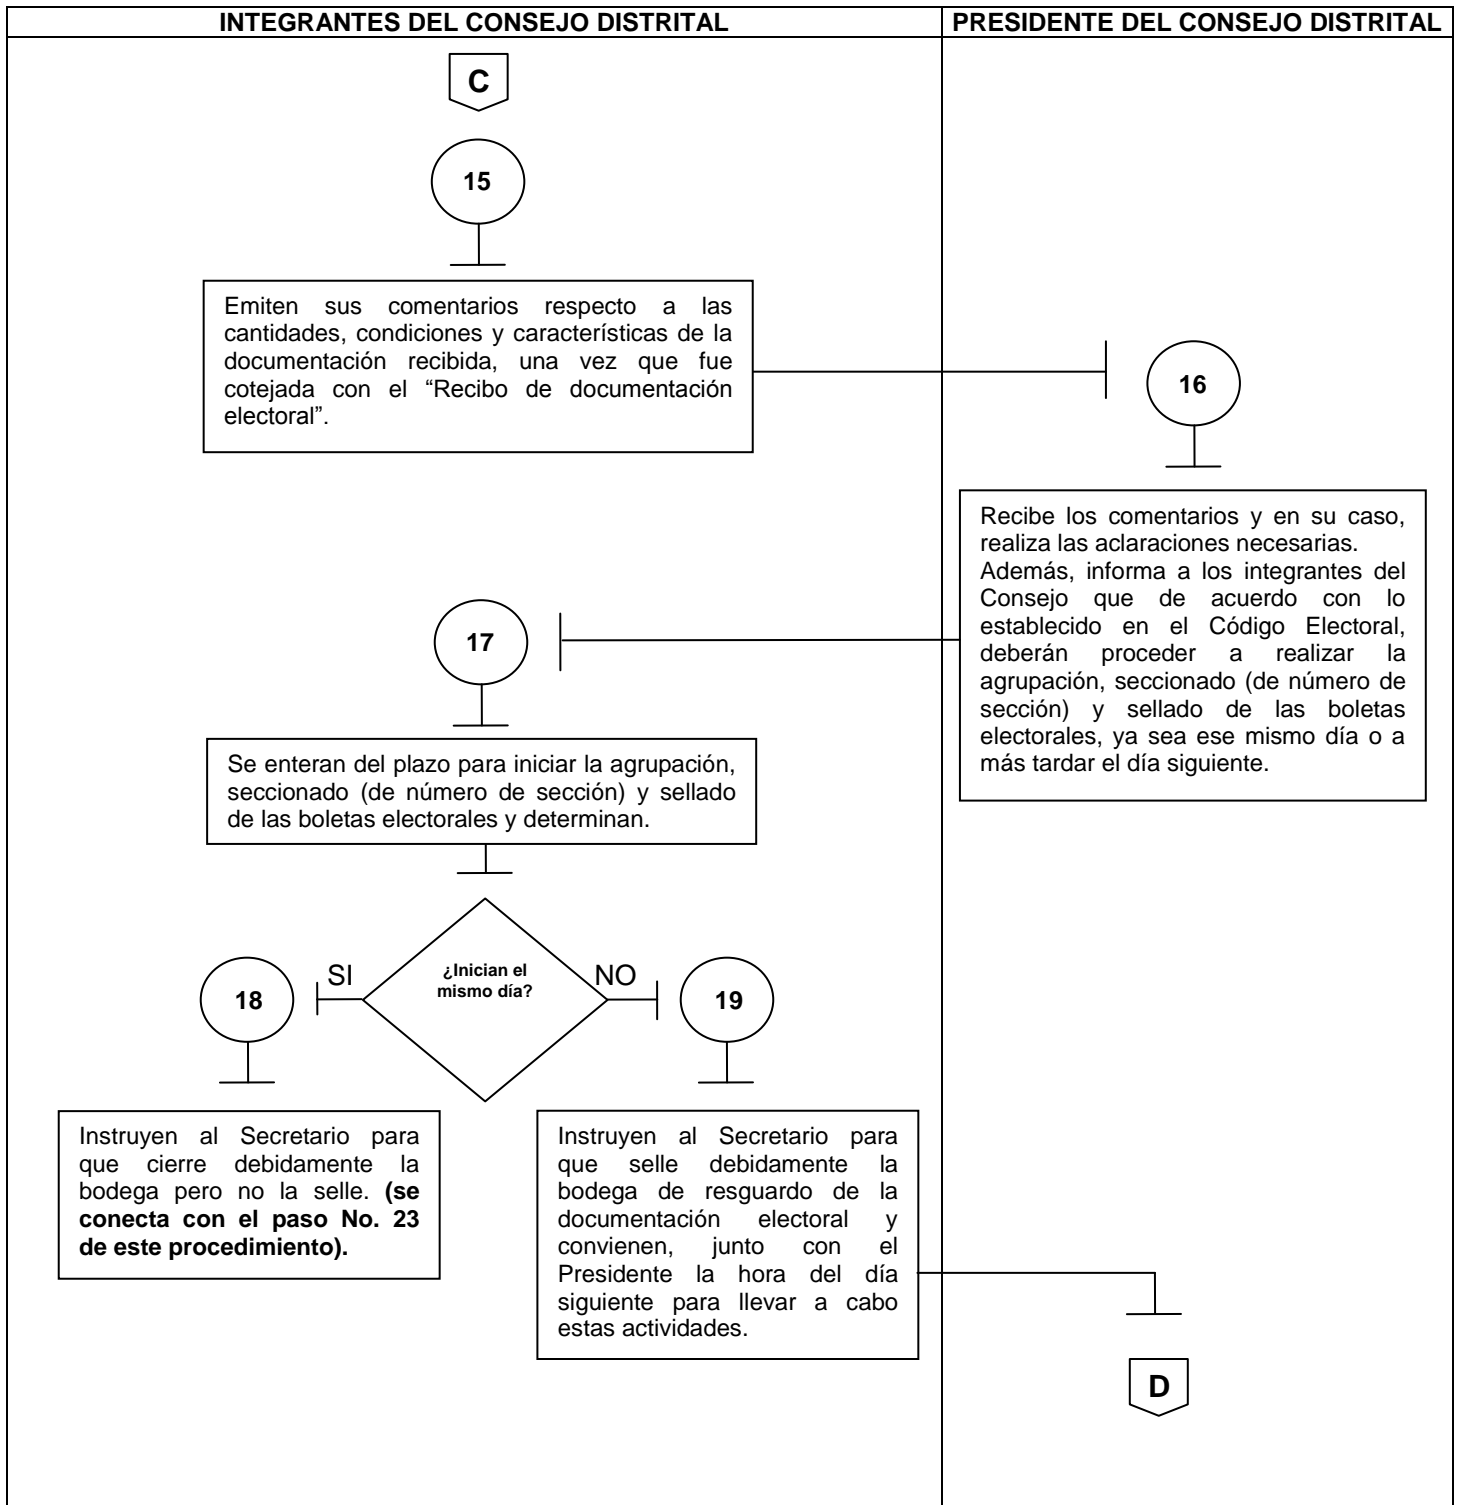 INTEGRANTES DEL CONSEJO DISTRITAL
PRESIDENTE DEL CONSEJO DISTRITAL
C
15
Emiten sus comentarios respecto a las
cantidades, condiciones y características de la
documentación recibida, una vez que fue
cotejada con el “Recibo de documentación
electoral”.
16
Recibe los comentarios y en su caso,
realiza las aclaraciones necesarias.
Además, informa a los integrantes del
Consejo que de acuerdo con lo
establecido en el Código Electoral,
deberán proceder a realizar la
agrupación, seccionado (de número de
sección) y sellado de las boletas
electorales, ya sea ese mismo día o a
más tardar el día siguiente.
17
Se enteran del plazo para iniciar la agrupación,
seccionado (de número de sección) y sellado
de las boletas electorales y determinan.
¿Inician el
mismo día?
SI
NO
18
19
Instruyen al Secretario para
que cierre debidamente la
bodega pero no la selle. (se
conecta con el paso No. 23
de este procedimiento).
Instruyen al Secretario para
que selle debidamente la
bodega de resguardo de la
documentación electoral y
convienen, junto con el
Presidente la hora del día
siguiente para llevar a cabo
estas actividades.
D